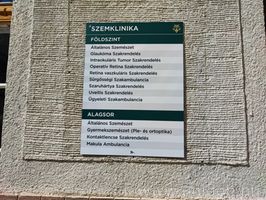 SZEMKLINIKA
FÖLDSZINT
Általános Szemészet
Glaukóma Szakrendelés
Intraokuláris Tumor Szakrendelés
Operatív Retina Szakrendelés
Retina vaszkuláris Szakrendelés
Sürgősségi Szakambulancia
Szaruhártya Szakrendelés
Uveitis Szakrendelés
Ügyeleti Szakambulancia
ALAGSOR
Általános Szemészet
Gyermekszemészet (Ple- és ortoptika)
Kontaktlencse Szakrendelés
Makula Ambulancia